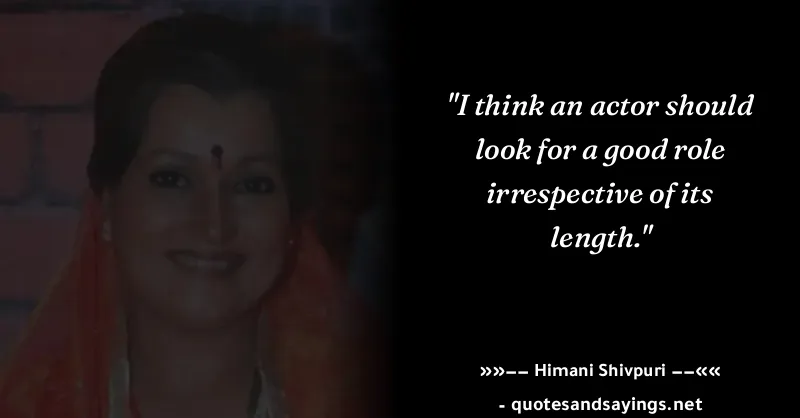 "I think an actor should
look for a good role
irrespective of its
length."
»»–– Himani Shivpuri ––««
- quotesandsayings.net